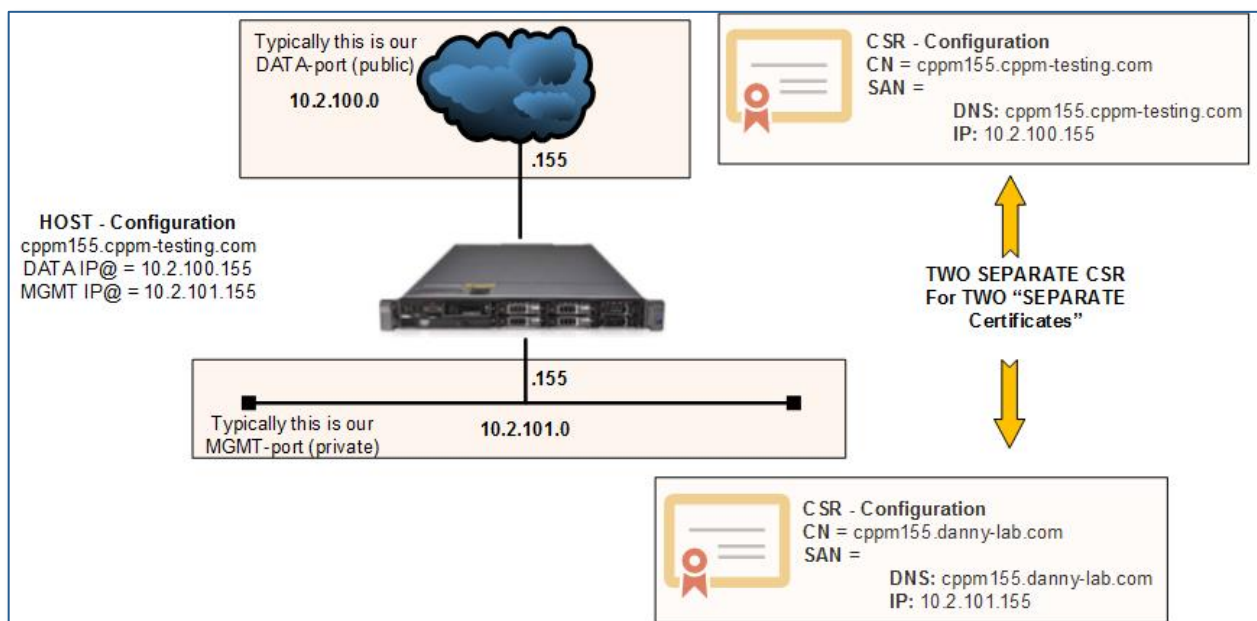 Typically this is our
DATA-port (public)
10.2.100.0
.155
CSR - Configuration
CN = cppm155.cppm-testing.com
SAN =
DNS: cppm155.cppm-testing.com
IP: 10.2.100.155
HOST - Configuration
cppm155.cppm-testing.com
DATA IP@ = 10.2.100.155
MGMT IP@ = 10.2.101.155
TWO SEPARATE CSR
For TWO “SEPARATE
Certificates”
.155
Typically this is our
MGMT-port (private)
10.2.101.0
CSR - Configuration
CN = cppm155.danny-lab.com
SAN =
DNS: cppm155.danny-lab.com
IP: 10.2.101.155